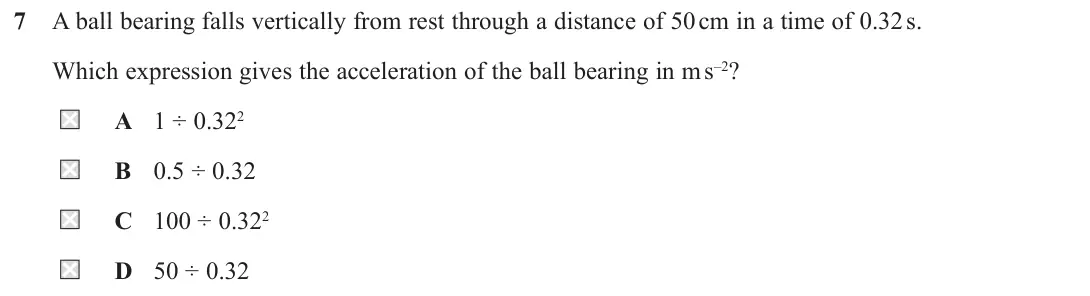 7 A ball bearing falls vertically from rest through a distance of 50 cm in a time of 0.32 s.
Which expression gives the acceleration of the ball bearing in m s⁻²?
A 1 ÷ 0.32²
B 0.5 ÷ 0.32
C 100 ÷ 0.32²
D 50 ÷ 0.32